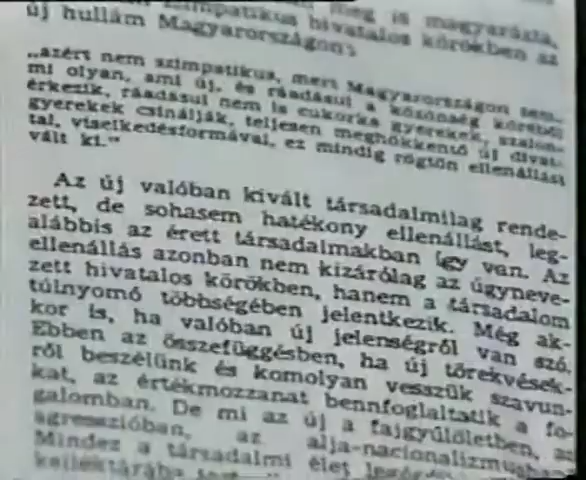 meg is magyarázta,
szimpatikus hivatalos körökben az
új hullám Magyarországon:
„azért nem szimpatikus, mert Magyarországon sem-
mi olyan, ami új, és ráadásul a közönség köréből
érkezik, ráadásul nem is cukorka gyerekek, szalon-
gyerekek csinálják, teljesen meghökkentő új divat-
tal, viselkedésformával, ez mindig rögtön ellenállást
vált ki."
Az új valóban kivált társadalmilag rende-
zett, de sohasem hatékony ellenállást, leg-
alábbis az érett társadalmakban így van. Az
ellenállás azonban nem kizárólag az úgyneve-
zett hivatalos körökben, hanem a társadalom
túlnyomó többségében jelentkezik. Még ak-
kor is, ha valóban új jelenségről van szó.
Ebben az összefüggésben, ha új törekvések-
ről beszélünk és komolyan vesszük szavun-
kat, az értékmozzanat bennfoglaltatik a fo-
galomban. De mi az új a fajgyűlöletben, az
agresszióban, az alja-nacionalizmusban
Mindez a társadalmi élet
kelléktárába